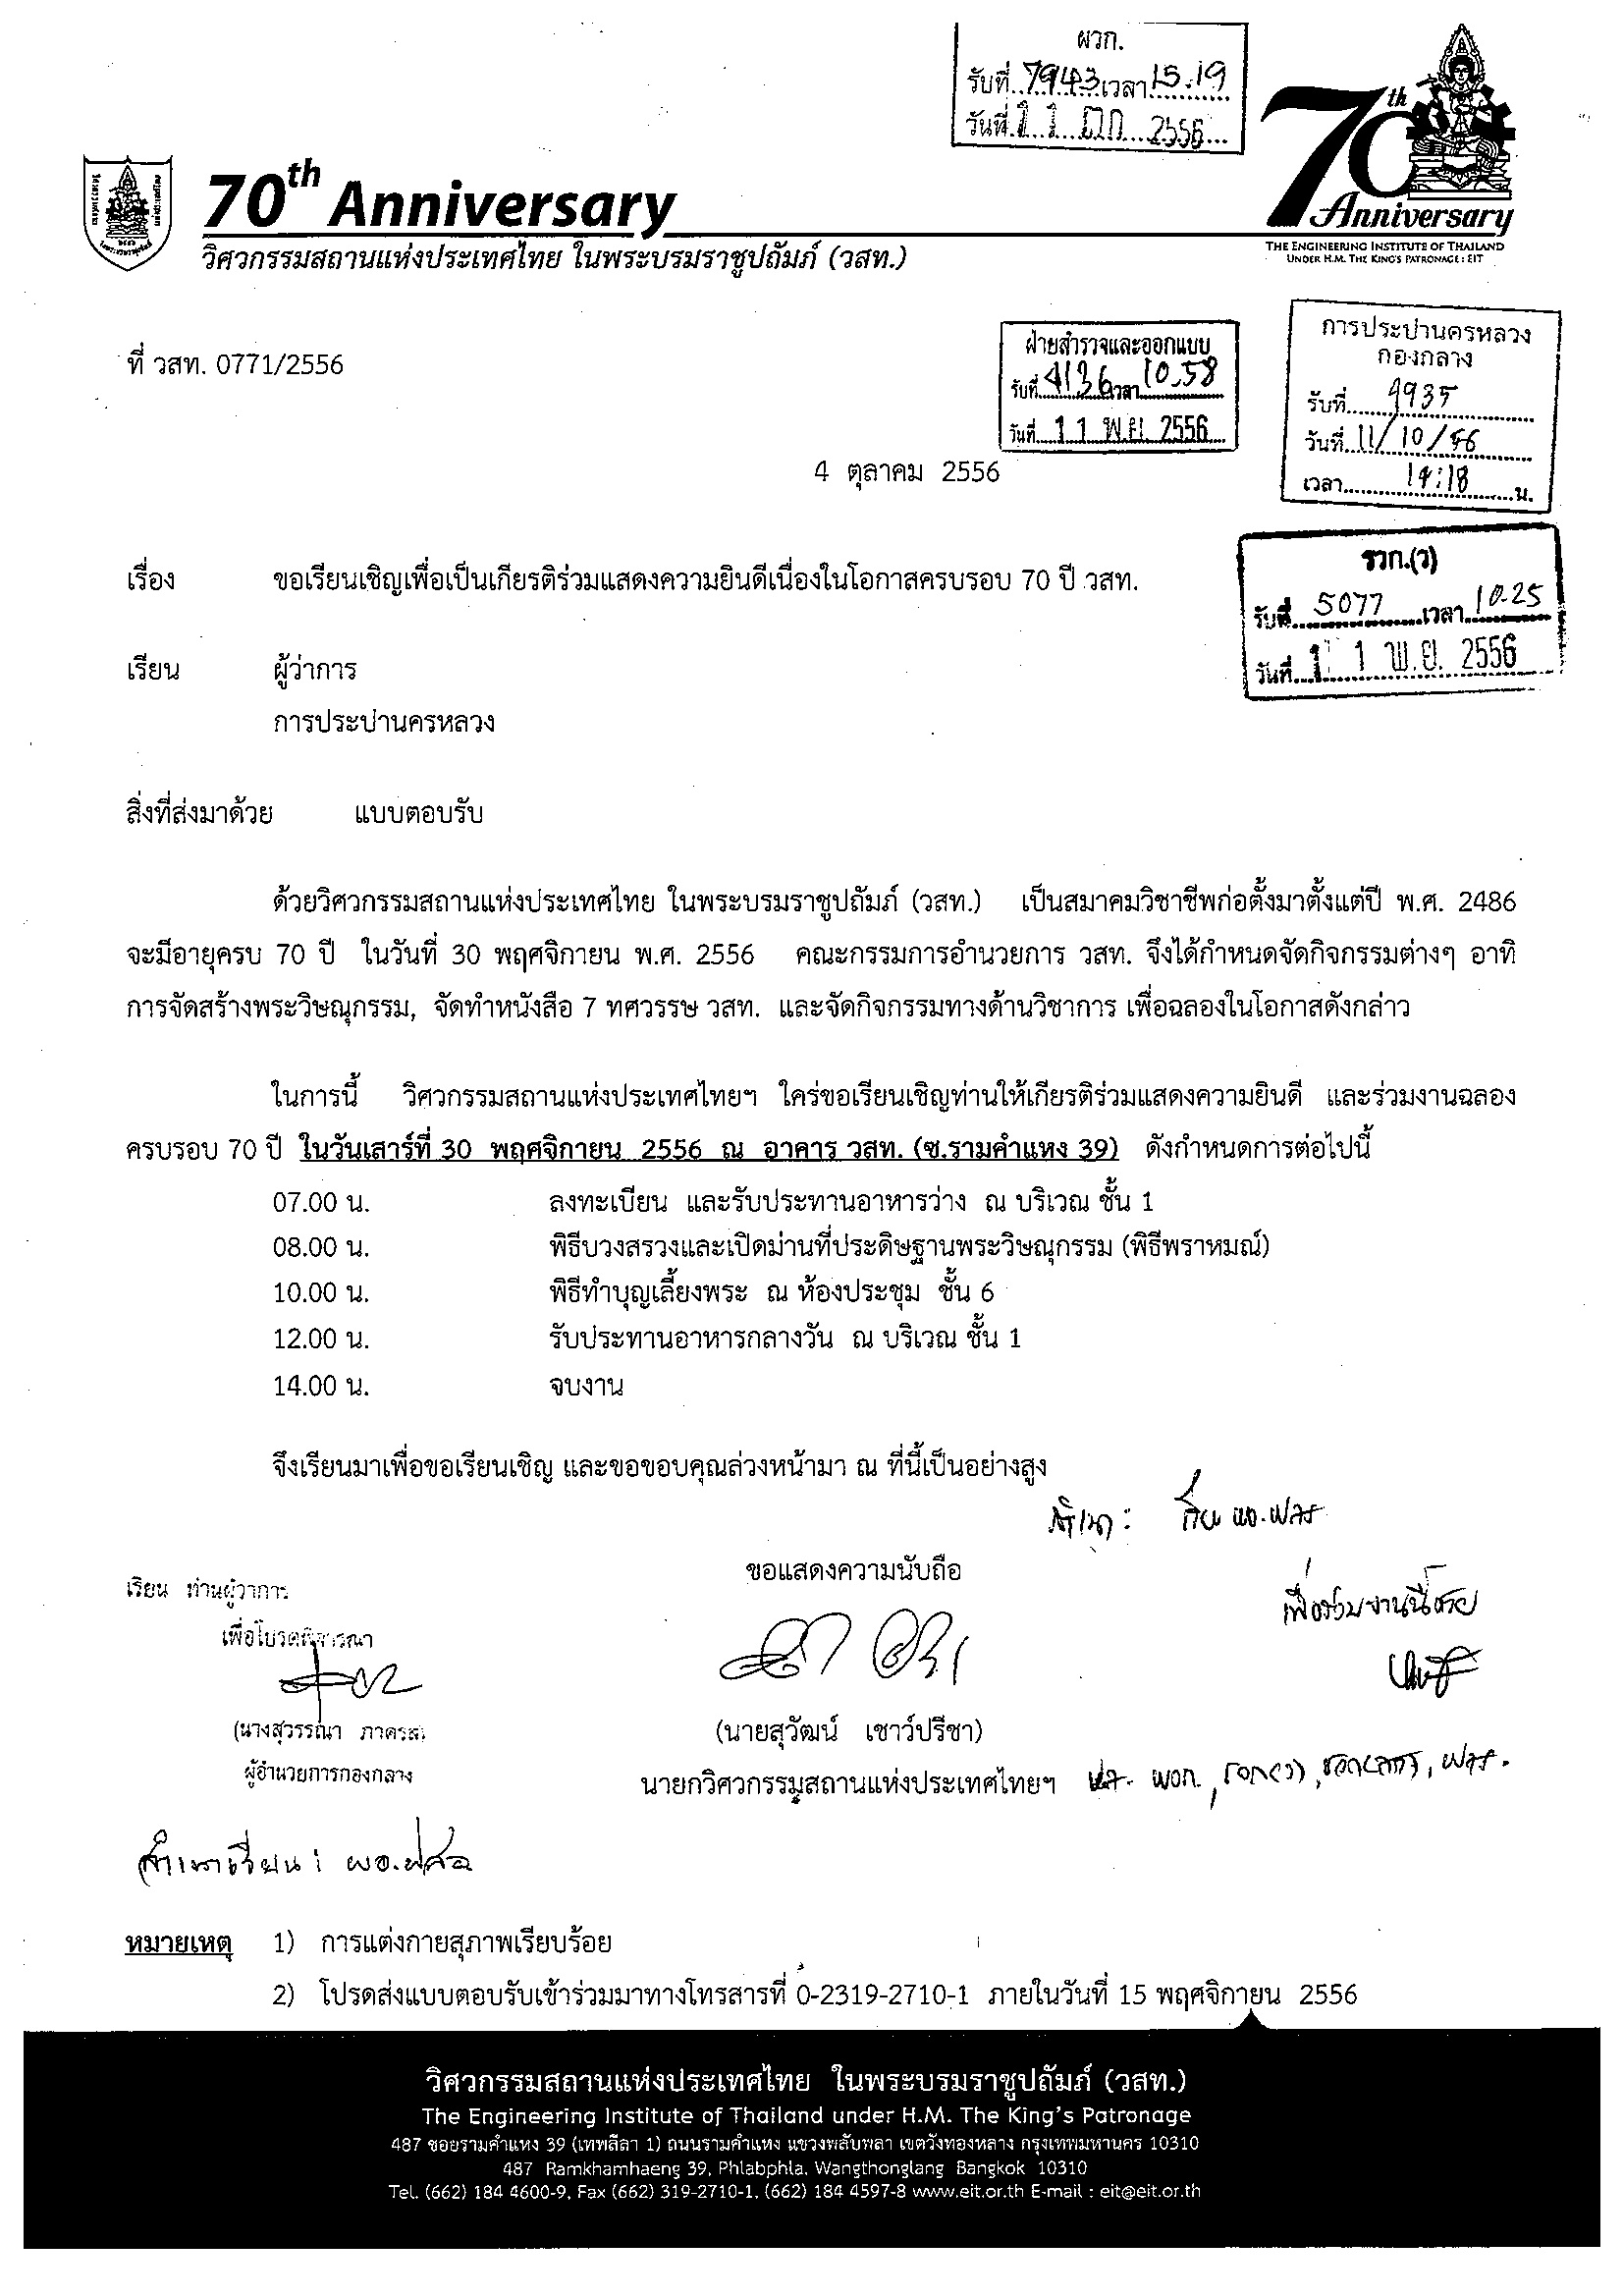 ผวก.
รับที่ 7943 เวลา 15.19
วันที่ 11 ตค 2556
70th Anniversary
THE ENGINEERING INSTITUTE OF THAILAND
UNDER H.M. THE KING'S PATRONAGE : EIT
70th Anniversary
วิศวกรรมสถานแห่งประเทศไทย ในพระบรมราชูปถัมภ์ (วสท.)
ที่ วสท. 0771/2556
ฝ่ายสำรวจและออกแบบ
รับที่ 4136 เวลา 10.58
วันที่ 11 พ.ย. 2556
การประปานครหลวง
กองกลาง
รับที่ 9935
วันที่ 11/10/56
เวลา 14:18 น.
4 ตุลาคม 2556
รวก.(ว)
รับที่ 5077 เวลา 10.25
วันที่ 11 พ.ย. 2556
เรื่อง ขอเรียนเชิญเพื่อเป็นเกียรติร่วมแสดงความยินดีเนื่องในโอกาสครบรอบ 70 ปี วสท.
เรียน ผู้ว่าการ
การประปานครหลวง
สิ่งที่ส่งมาด้วย แบบตอบรับ
ด้วยวิศวกรรมสถานแห่งประเทศไทย ในพระบรมราชูปถัมภ์ (วสท.) เป็นสมาคมวิชาชีพก่อตั้งมาตั้งแต่ปี พ.ศ. 2486
จะมีอายุครบ 70 ปี ในวันที่ 30 พฤศจิกายน พ.ศ. 2556 คณะกรรมการอำนวยการ วสท. จึงได้กำหนดจัดกิจกรรมต่างๆ อาทิ
การจัดสร้างพระวิษณุกรรม, จัดทำหนังสือ 7 ทศวรรษ วสท. และจัดกิจกรรมทางด้านวิชาการ เพื่อฉลองในโอกาสดังกล่าว
ในการนี้ วิศวกรรมสถานแห่งประเทศไทยฯ ใคร่ขอเรียนเชิญท่านให้เกียรติร่วมแสดงความยินดี และร่วมงานฉลอง
ครบรอบ 70 ปี ในวันเสาร์ที่ 30 พฤศจิกายน 2556 ณ อาคาร วสท. (ซ.รามคำแหง 39) ดังกำหนดการต่อไปนี้
07.00 น. ลงทะเบียน และรับประทานอาหารว่าง ณ บริเวณ ชั้น 1
08.00 น. พิธีบวงสรวงและเปิดม่านที่ประดิษฐานพระวิษณุกรรม (พิธีพราหมณ์)
10.00 น. พิธีทำบุญเลี้ยงพระ ณ ห้องประชุม ชั้น 6
12.00 น. รับประทานอาหารกลางวัน ณ บริเวณ ชั้น 1
14.00 น. จบงาน
จึงเรียนมาเพื่อขอเรียนเชิญ และขอขอบคุณล่วงหน้ามา ณ ที่นี้เป็นอย่างสูง
ขอแสดงความนับถือ
เรียน ท่านผู้ว่าการ
เพื่อโปรดพิจารณา
เพื่อร่วมงานนี้ด้วย
(นางสุวรรณา ภาครส)
ผู้อำนวยการกองกลาง
(นายสุวัฒน์ เชาว์ปรีชา)
นายกวิศวกรรมสถานแห่งประเทศไทยฯ
สำเนาเรียน : ผอ.ฝสอ
หมายเหตุ 1) การแต่งกายสุภาพเรียบร้อย
2) โปรดส่งแบบตอบรับเข้าร่วมมาทางโทรสารที่ 0-2319-2710-1 ภายในวันที่ 15 พฤศจิกายน 2556
วิศวกรรมสถานแห่งประเทศไทย ในพระบรมราชูปถัมภ์ (วสท.)
The Engineering Institute of Thailand under H.M. The King's Patronage
487 ซอยรามคำแหง 39 (เทพลีลา 1) ถนนรามคำแหง แขวงพลับพลา เขตวังทองหลาง กรุงเทพมหานคร 10310
487 Ramkhamhaeng 39, Phlabphla, Wangthonglang Bangkok 10310
Tel. (662) 184 4600-9, Fax (662) 319-2710-1, (662) 184 4597-8 www.eit.or.th E-mail : eit@eit.or.th